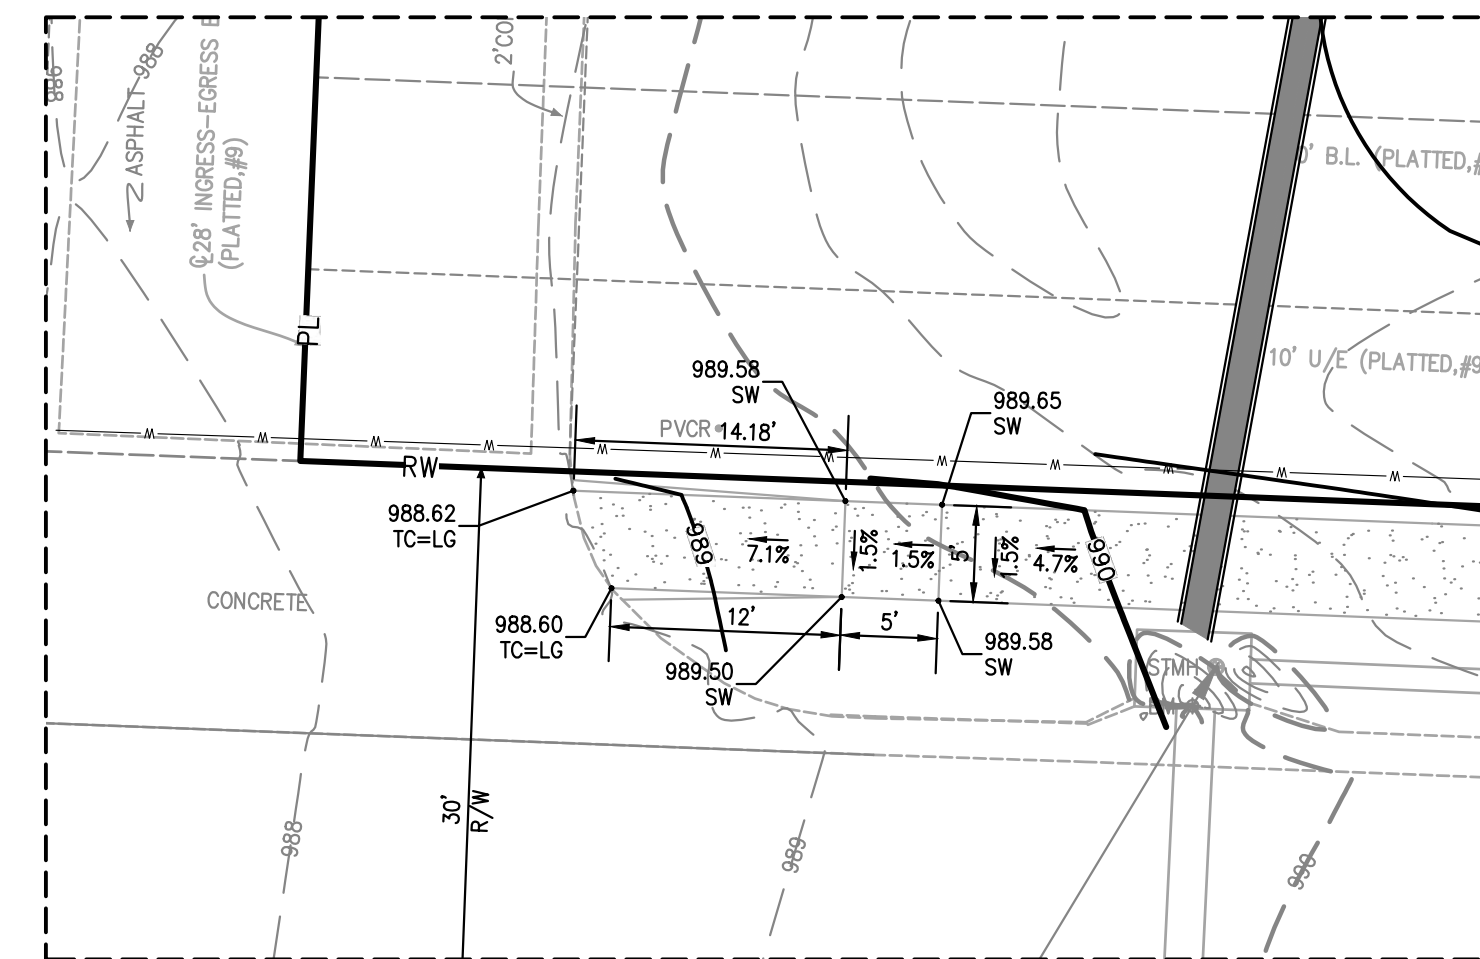 986
988
ASPHALT
℄28' INGRESS-EGRESS E
(PLATTED,#9)
2'CO
0' B.L. (PLATTED,#
PL
10' U/E (PLATTED,#9
989.58
SW
989.65
SW
PVCR
14.18'
W W W W W W W W W W W W
RW
988.62
TC=LG
989
7.1%
1.5%
1.5%
5'
1.5%
4.7%
990
CONCRETE
988.60
TC=LG
12'
5'
989.58
SW
989.50
SW
STMH
EM
30'
R/W
988
989
990